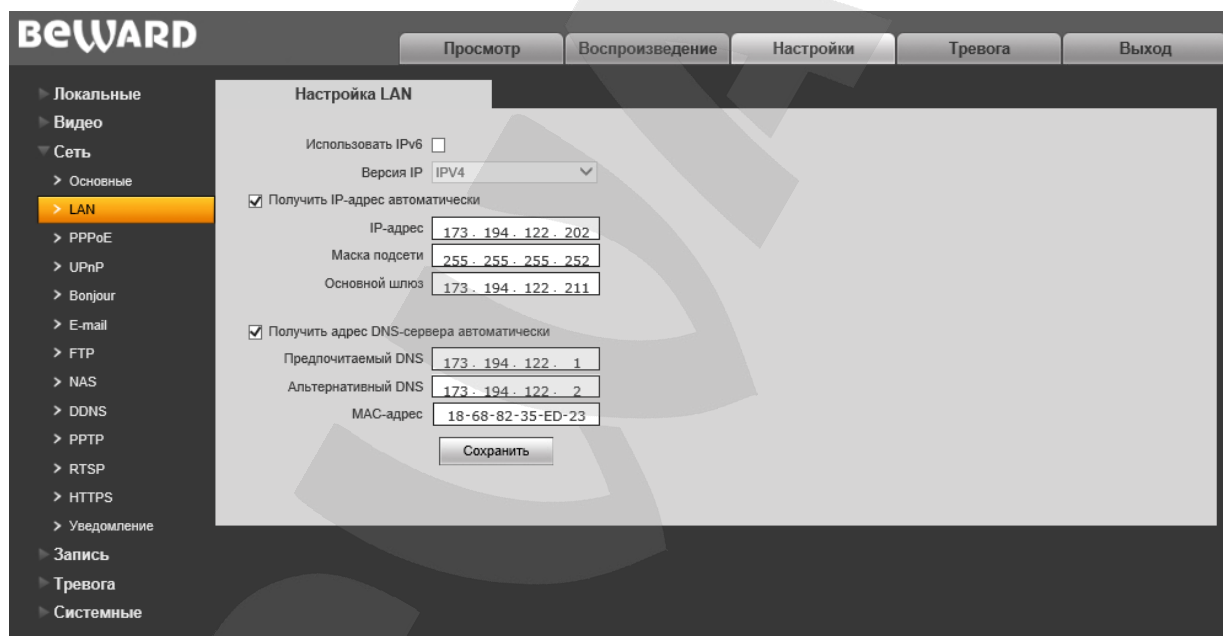 BEWARD
Просмотр Воспроизведение Настройки Тревога Выход
Локальные
Видео
Сеть
Основные
LAN
PPPoE
UPnP
Bonjour
E-mail
FTP
NAS
DDNS
PPTP
RTSP
HTTPS
Уведомление
Запись
Тревога
Системные
Настройка LAN
Использовать IPv6
Версия IP IPV4
Получить IP-адрес автоматически
IP-адрес 173 . 194 . 122 . 202
Маска подсети 255 . 255 . 255 . 252
Основной шлюз 173 . 194 . 122 . 211
Получить адрес DNS-сервера автоматически
Предпочитаемый DNS 173 . 194 . 122 . 1
Альтернативный DNS 173 . 194 . 122 . 2
MAC-адрес 18-68-82-35-ED-23
Сохранить